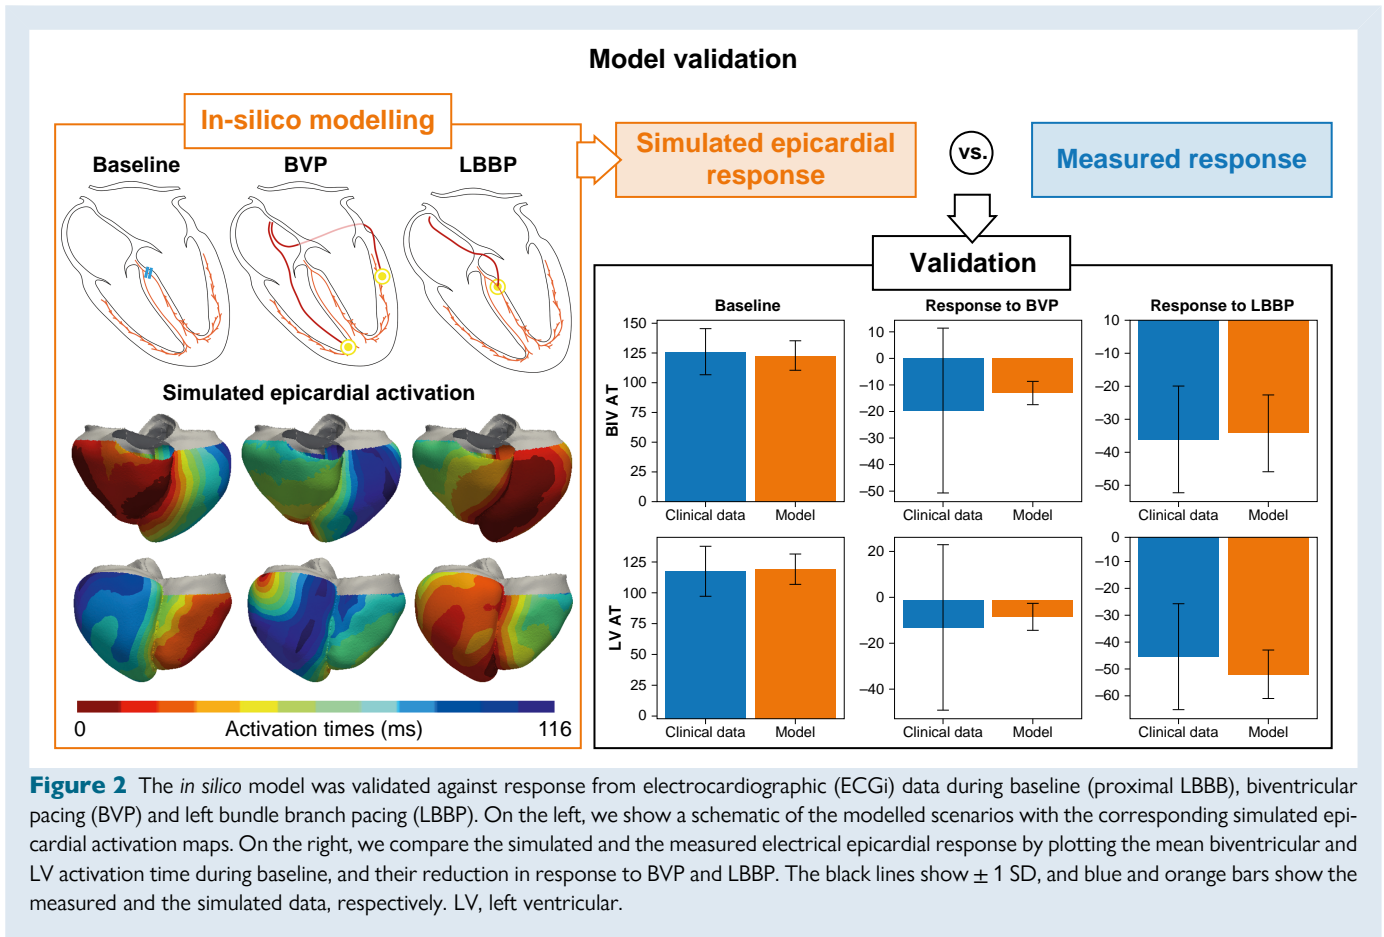 Model validation
In-silico modelling
Baseline
BVP
LBBP
Simulated epicardial activation
0
Activation times (ms)
116
Simulated epicardial
response
vs.
Measured response
Validation
Baseline
BIV AT
150
125
100
75
50
25
0
Clinical data
Model
Response to BVP
10
0
–10
–20
–30
–40
–50
Clinical data
Model
Response to LBBP
10
–10
–20
–30
–40
–50
Clinical data
Model
LV AT
125
100
75
50
25
0
Clinical data
Model
20
0
–20
–40
Clinical data
Model
0
–10
–20
–30
–40
–50
–60
Clinical data
Model
Figure 2 The in silico model was validated against response from electrocardiographic (ECGi) data during baseline (proximal LBBB), biventricular
pacing (BVP) and left bundle branch pacing (LBBP). On the left, we show a schematic of the modelled scenarios with the corresponding simulated epi-
cardial activation maps. On the right, we compare the simulated and the measured electrical epicardial response by plotting the mean biventricular and
LV activation time during baseline, and their reduction in response to BVP and LBBP. The black lines show ± 1 SD, and blue and orange bars show the
measured and the simulated data, respectively. LV, left ventricular.